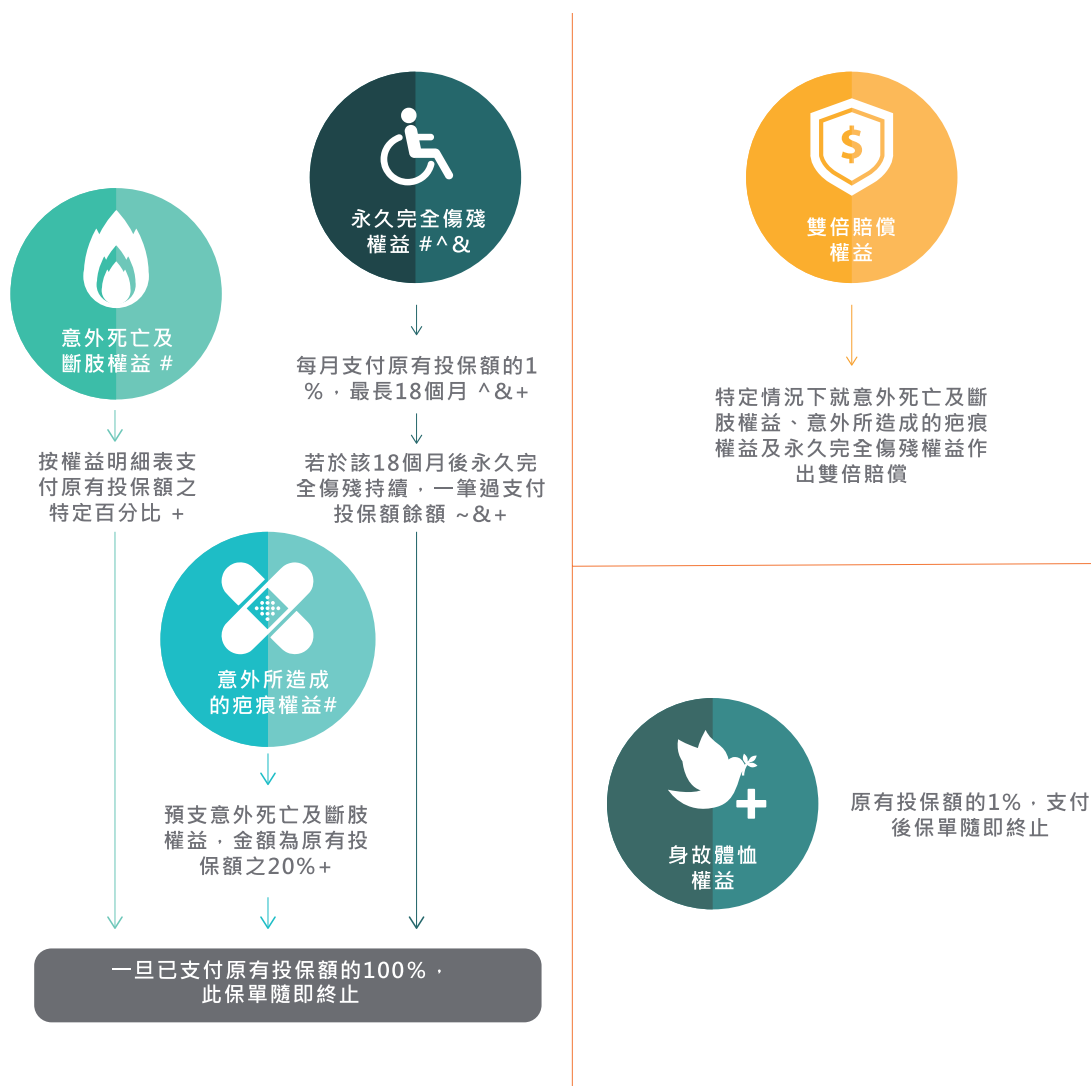 意外死亡及
斷肢權益 #
按權益明細表支
付原有投保額之
特定百分比 +
永久完全傷殘
權益 #^&
每月支付原有投保額的1
%，最長18個月 ^&+
若於該18個月後永久完
全傷殘持續，一筆過支付
投保額餘額 ~&+
意外所造成
的疤痕權益#
預支意外死亡及斷肢
權益，金額為原有投
保額之20%+
一旦已支付原有投保額的100%，
此保單隨即終止
$
雙倍賠償
權益
特定情況下就意外死亡及斷
肢權益、意外所造成的疤痕
權益及永久完全傷殘權益作
出雙倍賠償
身故體恤
權益
原有投保額的1%，支付
後保單隨即終止